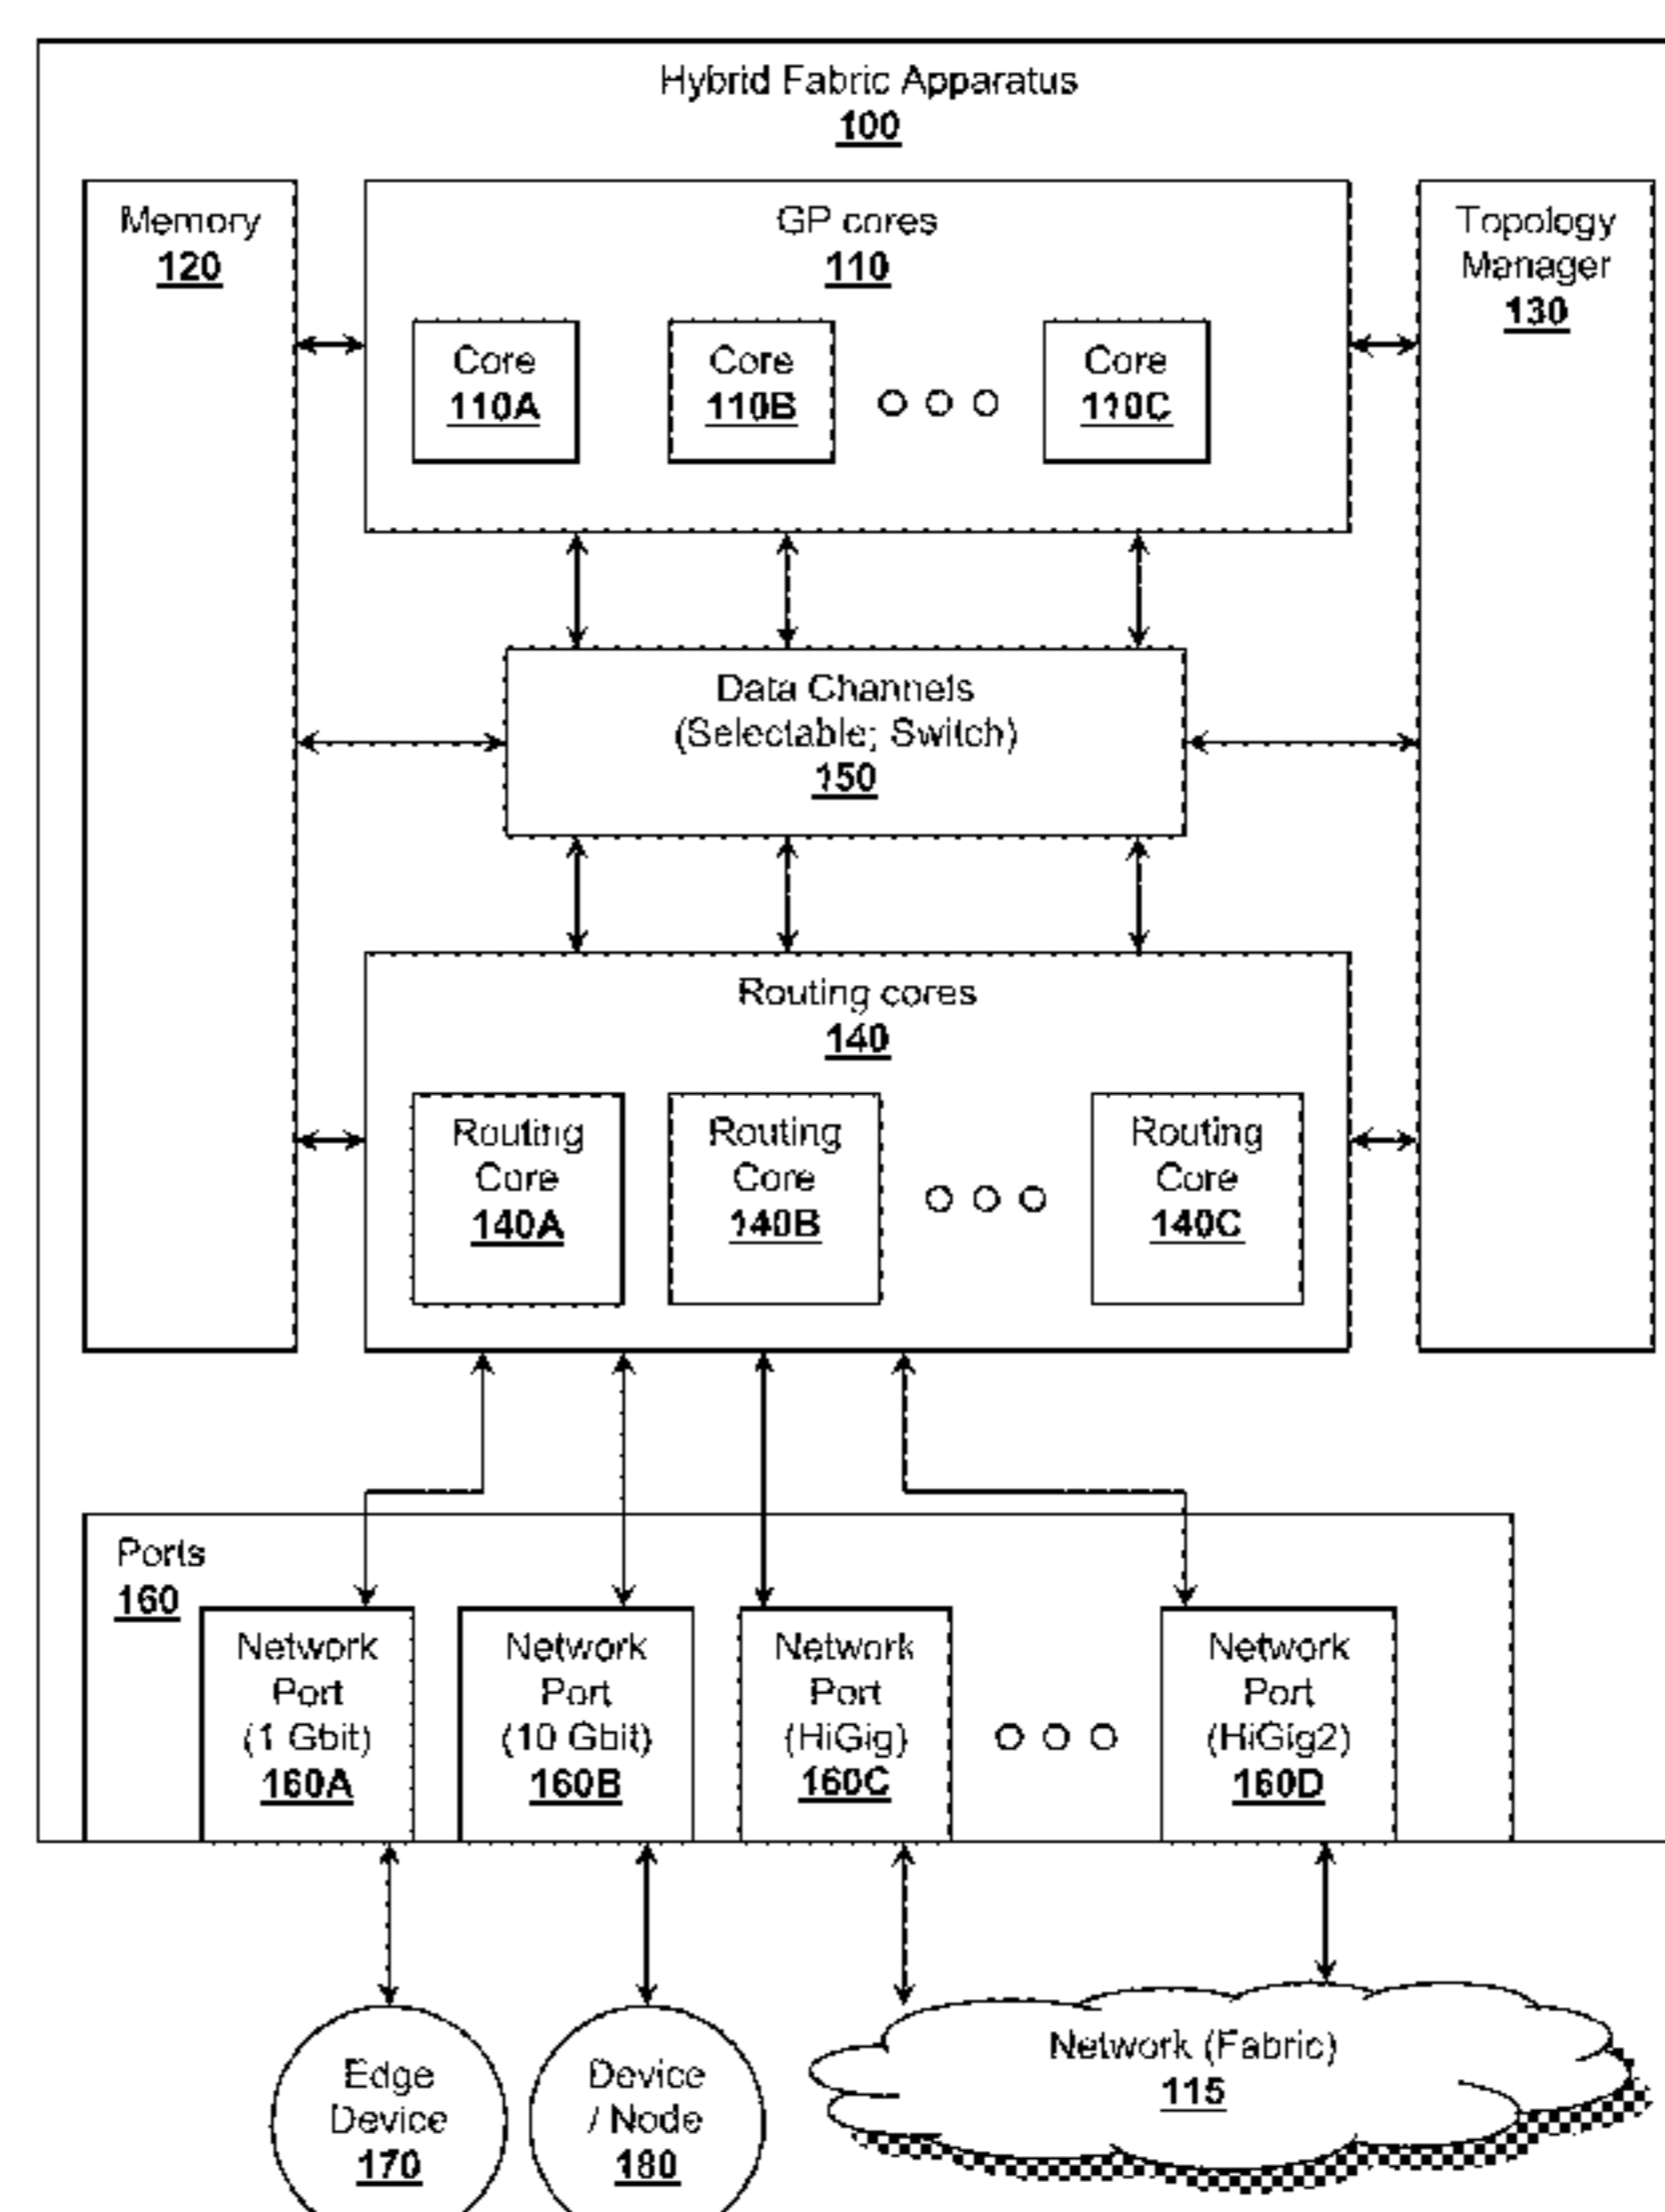 Hybrid Fabric Apparatus
100
Memory
120
GP cores
110
Topology
Manager
130
Core
110A
Core
110B
Core
110C
Data Channels
(Selectable; Switch)
150
Routing cores
140
Routing
Core
140A
Routing
Core
140B
Routing
Core
140C
Ports
160
Network
Port
(1 Gbit)
160A
Network
Port
(10 Gbit)
160B
Network
Port
(HiGig)
160C
Network
Port
(HiGig2)
160D
Edge
Device
170
Device
/ Node
180
Network (Fabric)
115